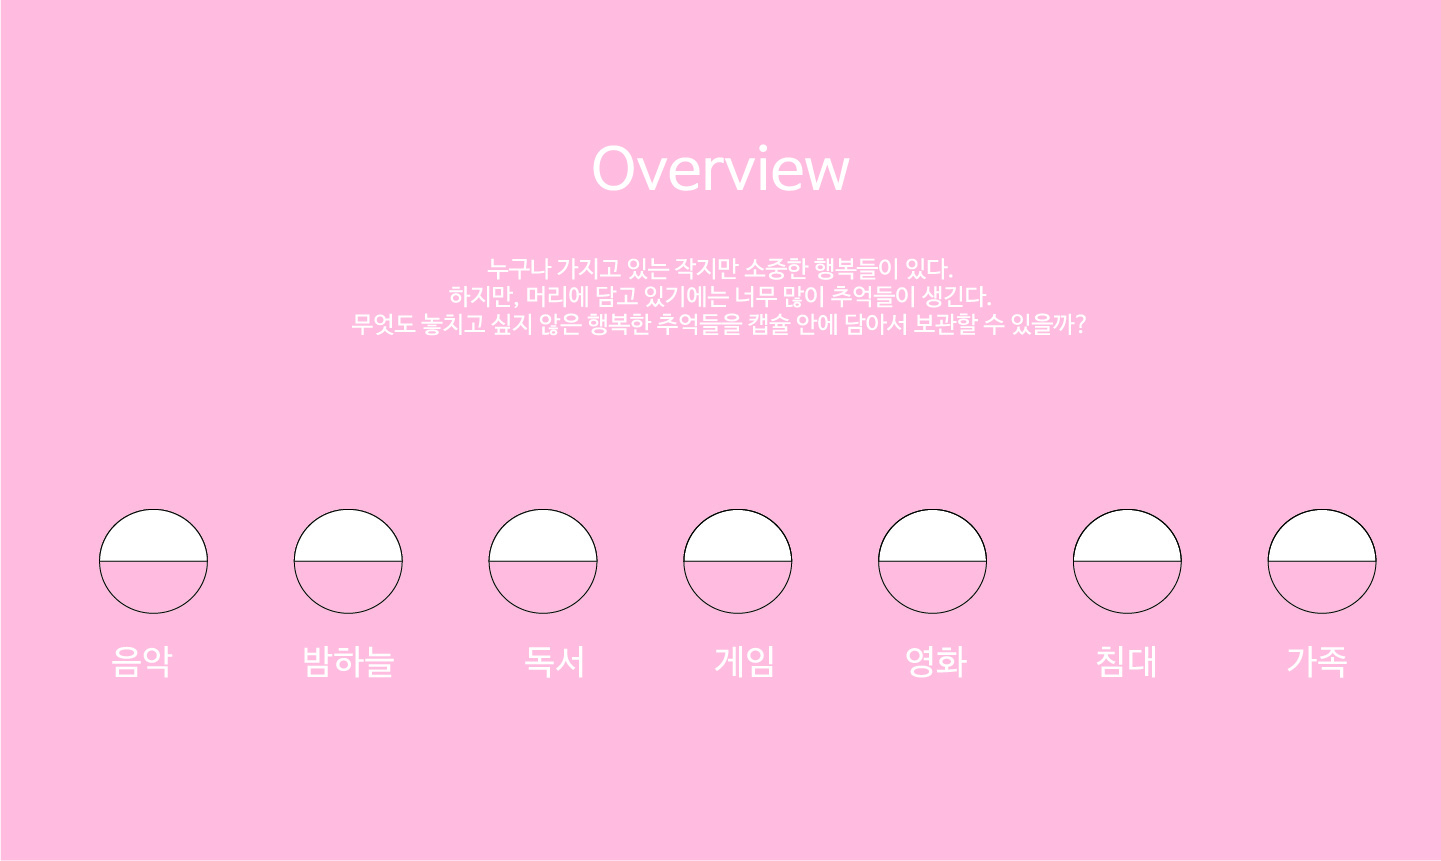 Overview
누구나 가지고 있는 작지만 소중한 행복들이 있다.
하지만, 머리에 담고 있기에는 너무 많이 추억들이 생긴다.
무엇도 놓치고 싶지 않은 행복한 추억들을 캡슐 안에 담아서 보관할 수 있을까?
음악 밤하늘 독서 게임 영화 침대 가족